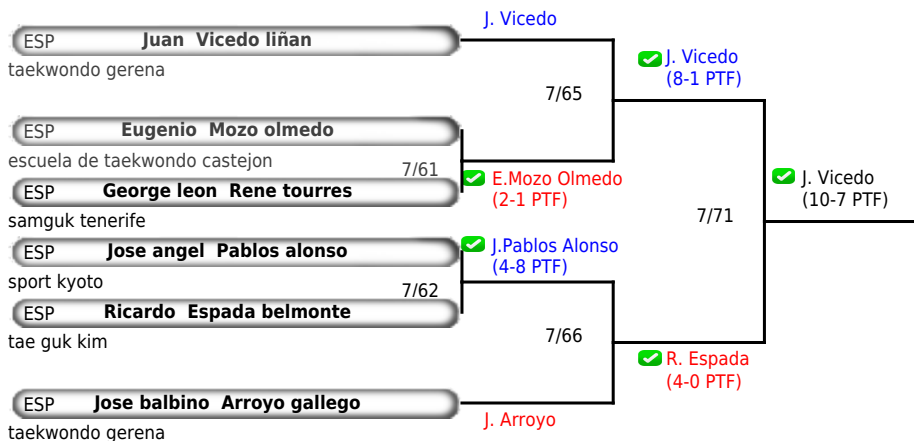 J. Vicedo
ESP Juan Vicedo liñan
taekwondo gerena
J. Vicedo
(8-1 PTF)
7/65
ESP Eugenio Mozo olmedo
escuela de taekwondo castejon
7/61
E.Mozo Olmedo
(2-1 PTF)
ESP George leon Rene tourres
samguk tenerife
J. Vicedo
(10-7 PTF)
7/71
ESP Jose angel Pablos alonso
sport kyoto
J.Pablos Alonso
(4-8 PTF)
7/62
ESP Ricardo Espada belmonte
tae guk kim
7/66
R. Espada
(4-0 PTF)
ESP Jose balbino Arroyo gallego
taekwondo gerena
J. Arroyo